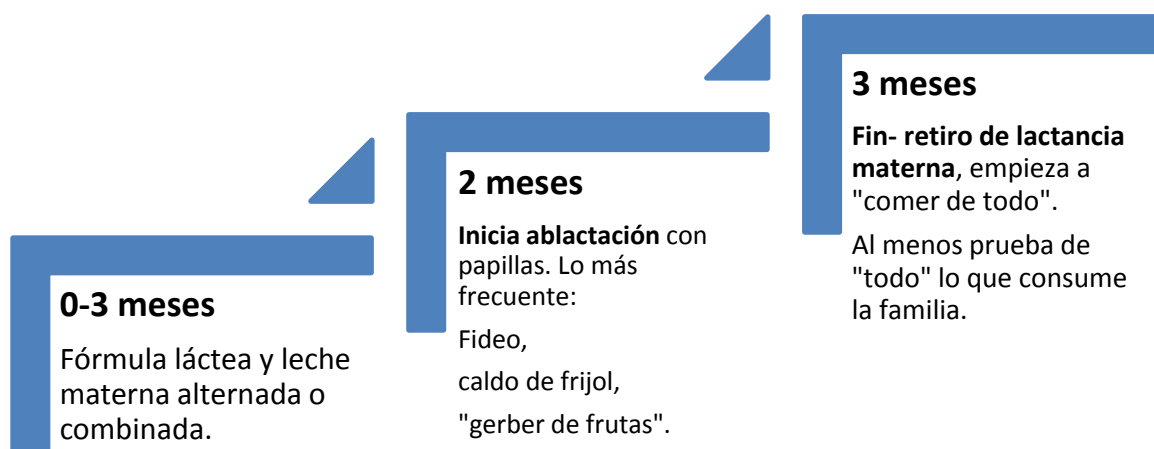 0-3 meses
Fórmula láctea y leche
materna alternada o
combinada.
2 meses
Inicia ablactación con
papillas. Lo más
frecuente:
Fideo,
caldo de frijol,
"gerber de frutas".
3 meses
Fin- retiro de lactancia
materna, empieza a
"comer de todo".
Al menos prueba de
"todo" lo que consume
la familia.